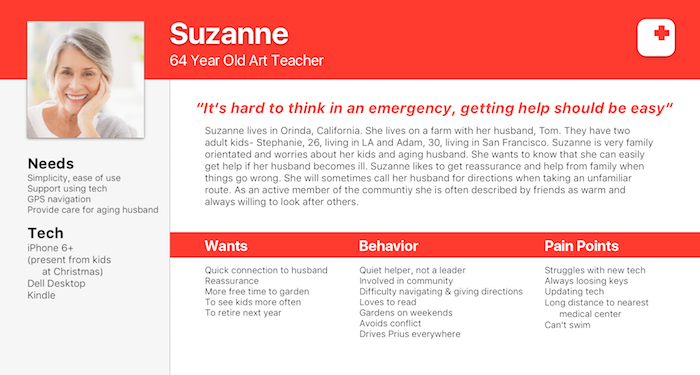 Suzanne
64 Year Old Art Teacher
“It’s hard to think in an emergency, getting help should be easy”
Suzanne lives in Orinda, California. She lives on a farm with her husband, Tom. They have two
adult kids- Stephanie, 26, living in LA and Adam, 30, living in San Francisco. Suzanne is very family
orientated and worries about her kids and aging husband. She wants to know that she can easily
get help if her husband becomes ill. Suzanne likes to get reassurance and help from family when
things go wrong. She will sometimes call her husband for directions when taking an unfamiliar
route. As an active member of the communtiy she is often described by friends as warm and
always willing to look after others.
Needs
Simplicity, ease of use
Support using tech
GPS navigation
Provide care for aging husband
Tech
iPhone 6+
(present from kids
at Christmas)
Dell Desktop
Kindle
Wants
Quick connection to husband
Reassurance
More free time to garden
To see kids more often
To retire next year
Behavior
Quiet helper, not a leader
Involved in community
Difficulty navigating & giving directions
Loves to read
Gardens on weekends
Avoids conflict
Drives Prius everywhere
Pain Points
Struggles with new tech
Always loosing keys
Updating tech
Long distance to nearest
medical center
Can’t swim